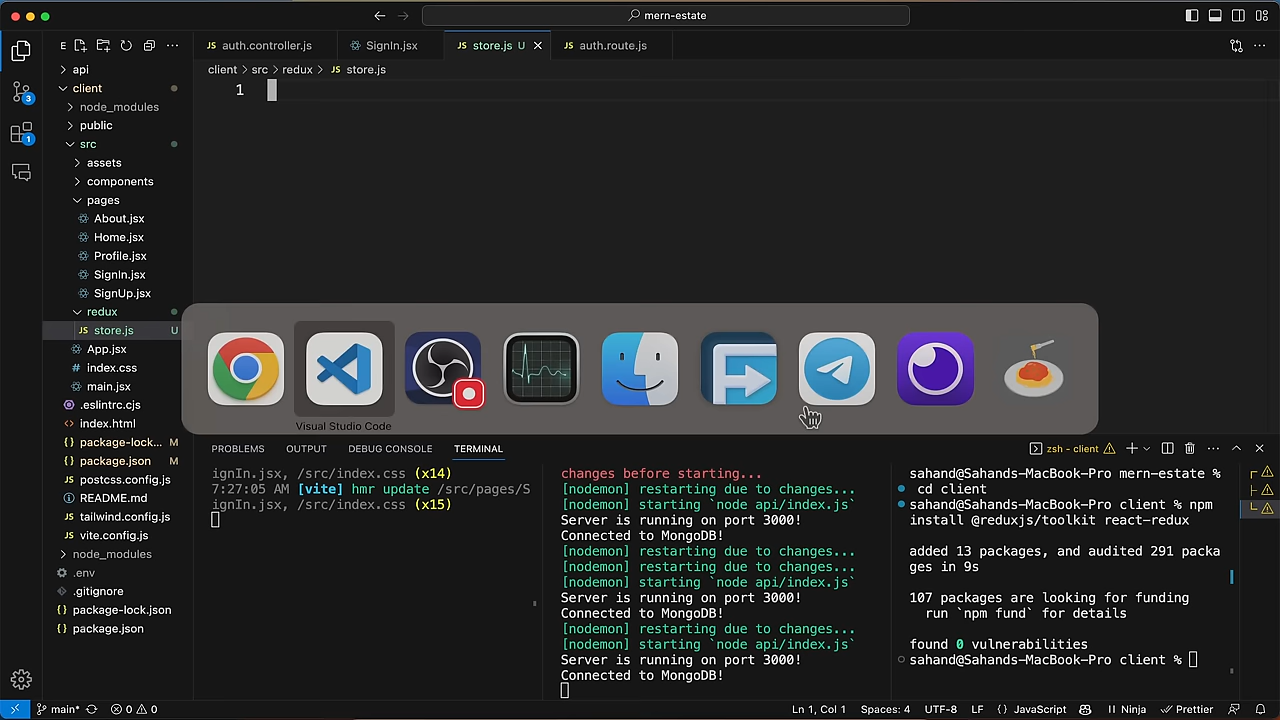 mern-estate
E
JS auth.controller.js
SignIn.jsx
JS store.js U
JS auth.route.js
client > src > redux > JS store.js
1
api
client
node_modules
public
src
assets
components
pages
About.jsx
Home.jsx
Profile.jsx
SignIn.jsx
SignUp.jsx
redux
JS store.js U
App.jsx
# index.css
main.jsx
.eslintrc.cjs
<> index.html
{} package-lock... M
{} package.json M
postcss.config.js
README.md
tailwind.config.js
vite.config.js
node_modules
.env
.gitignore
{} package-lock.json
{} package.json
3
1
Visual Studio Code
PROBLEMS OUTPUT DEBUG CONSOLE TERMINAL
zsh - client
ignIn.jsx, /src/index.css (x14)
7:27:05 AM [vite] hmr update /src/pages/S
ignIn.jsx, /src/index.css (x15)
changes before starting...
[nodemon] restarting due to changes...
[nodemon] starting `node api/index.js`
Server is running on port 3000!
Connected to MongoDB!
[nodemon] restarting due to changes...
[nodemon] restarting due to changes...
[nodemon] starting `node api/index.js`
Server is running on port 3000!
Connected to MongoDB!
[nodemon] restarting due to changes...
[nodemon] starting `node api/index.js`
Server is running on port 3000!
Connected to MongoDB!
sahand@Sahands-MacBook-Pro mern-estate %
cd client
sahand@Sahands-MacBook-Pro client % npm
install @reduxjs/toolkit react-redux
added 13 packages, and audited 291 packa
ges in 9s
107 packages are looking for funding
run `npm fund` for details
found 0 vulnerabilities
sahand@Sahands-MacBook-Pro client %
main* 0 0
Ln 1, Col 1 Spaces: 4 UTF-8 LF {} JavaScript Ninja Prettier